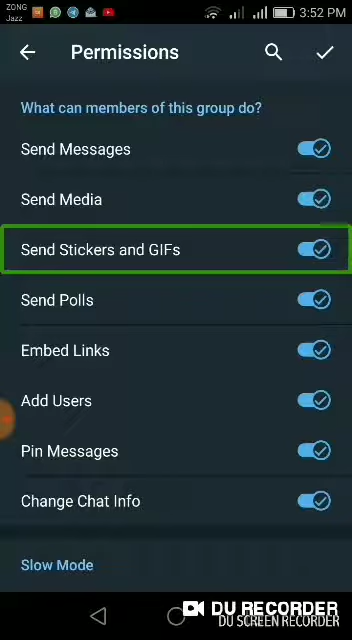 ZONG
Jazz
3:52 PM
Permissions
What can members of this group do?
Send Messages
Send Media
Send Stickers and GIFs
Send Polls
Embed Links
Add Users
Pin Messages
Change Chat Info
Slow Mode
DU RECORDER
DU SCREEN RECORDER